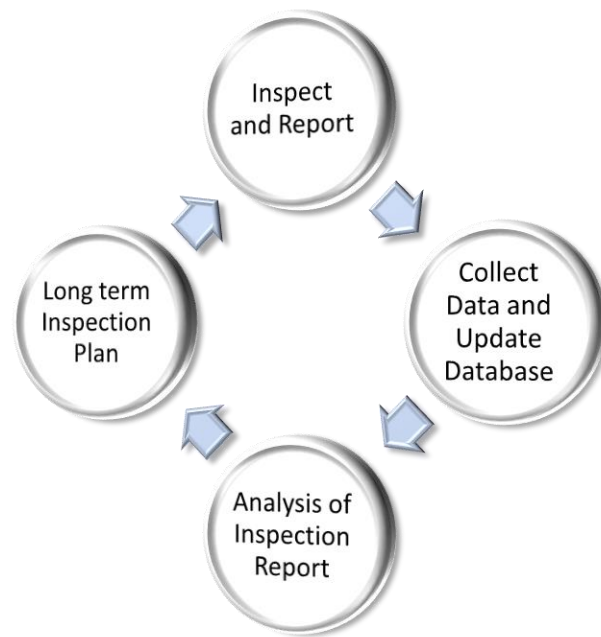 Inspect
and Report
Collect
Data and
Update
Database
Analysis of
Inspection
Report
Long term
Inspection
Plan